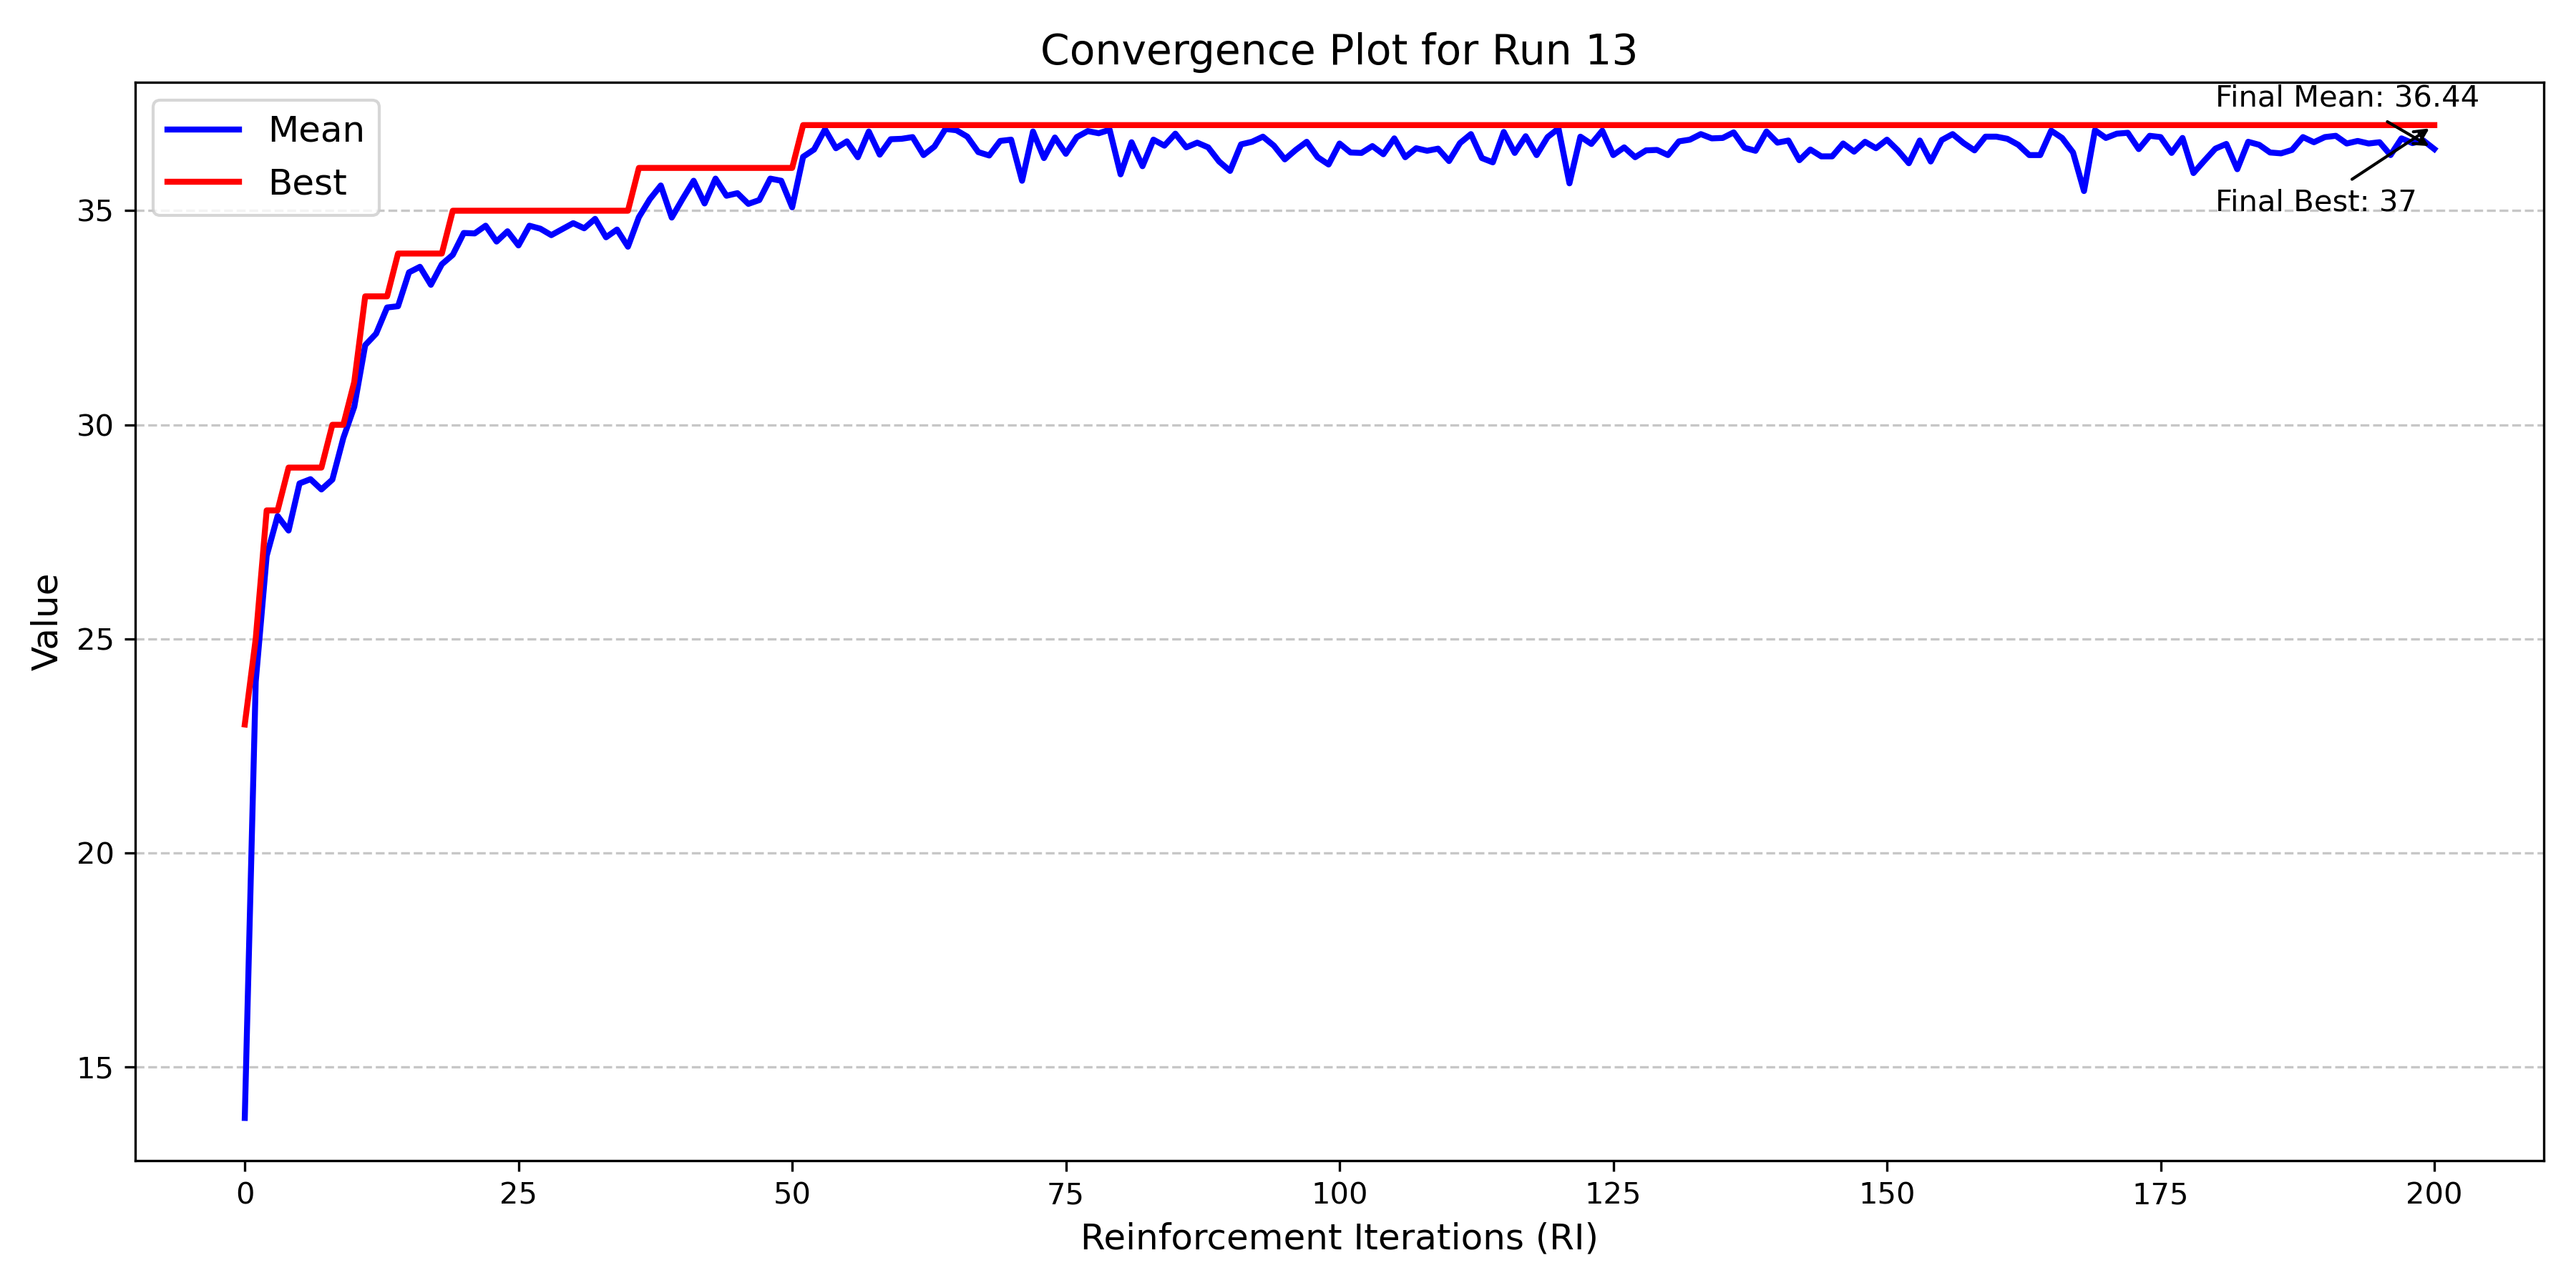 Convergence Plot for Run 13
Mean
Best
Final Mean: 36.44
Final Best: 37
Value
35
30
25
20
15
0 25 50 75 100 125 150 175 200
Reinforcement Iterations (RI)